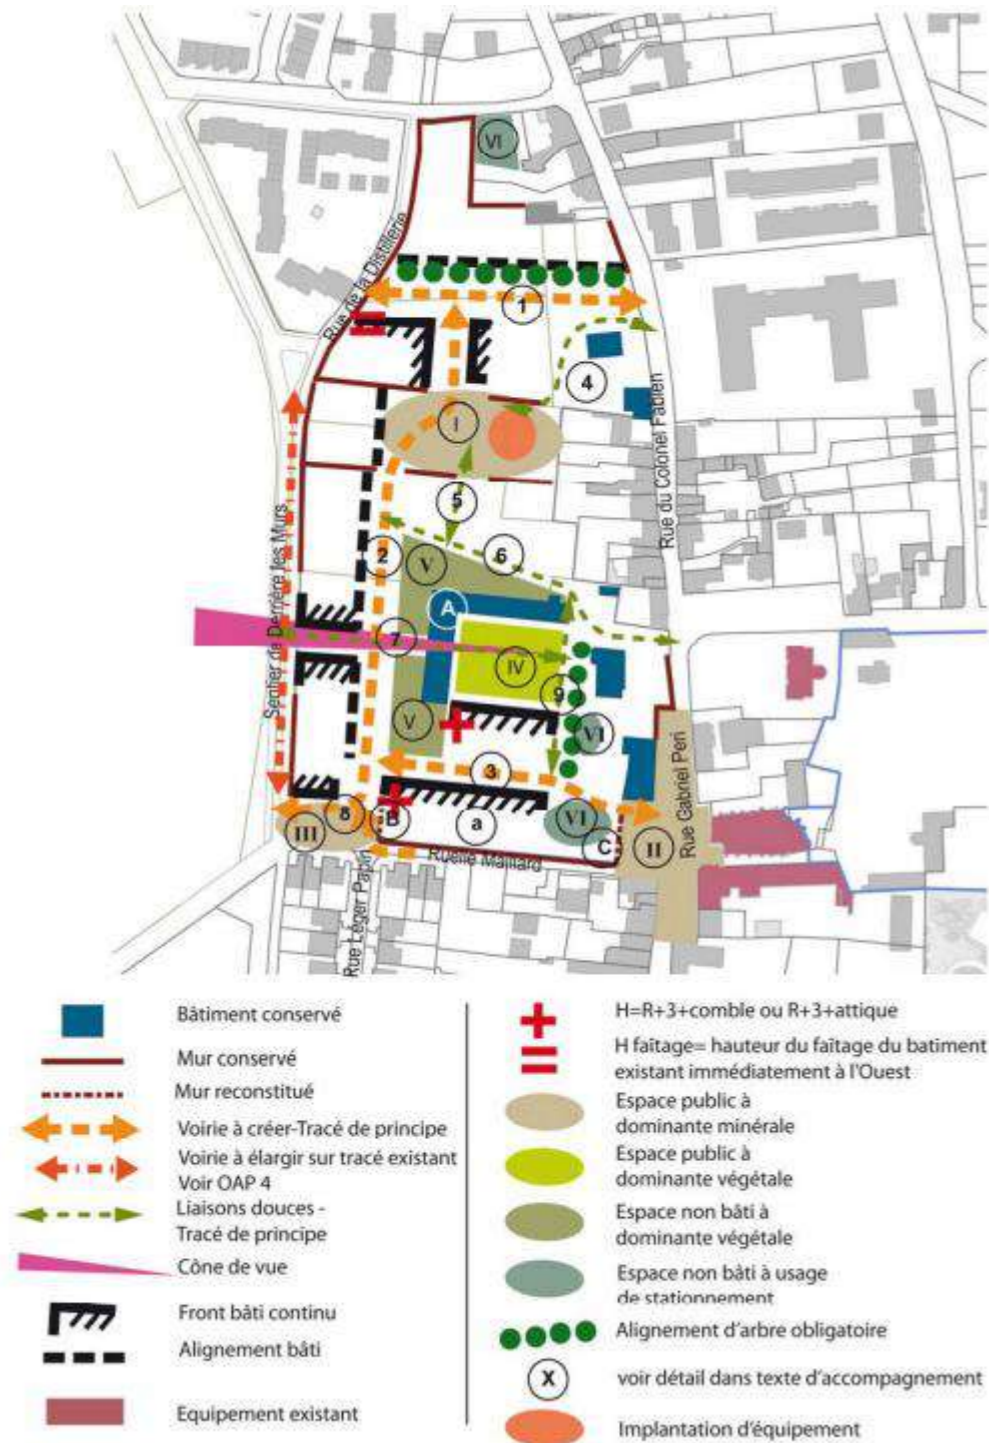 VI
Rue de la Distillerie
1
4
Rue du Colonel Fabien
I
5
Sentier de Derrière les Murs
2
V
6
A
7
IV
9
V
VI
3
Rue Gabriel Peri
III
8
B
a
VI
C
II
Ruelle Maillard
Rue Léger Papin
Bâtiment conservé
Mur conservé
Mur reconstitué
Voirie à créer-Tracé de principe
Voirie à élargir sur tracé existant
Voir OAP 4
Liaisons douces -
Tracé de principe
Cône de vue
Front bâti continu
Alignement bâti
Equipement existant
H=R+3+comble ou R+3+attique
H faîtage= hauteur du faîtage du batiment
existant immédiatement à l'Ouest
Espace public à
dominante minérale
Espace public à
dominante végétale
Espace non bâti à
dominante végétale
Espace non bâti à usage
de stationnement
Alignement d'arbre obligatoire
X
voir détail dans texte d'accompagnement
Implantation d'équipement